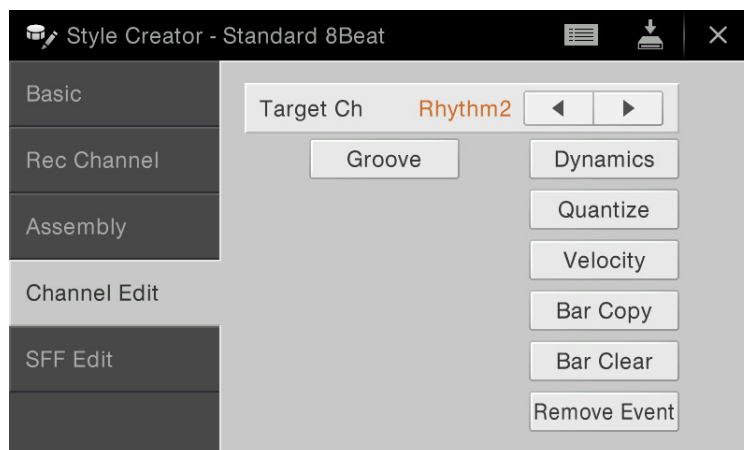 Style Creator - Standard 8Beat
Basic
Rec Channel
Assembly
Channel Edit
SFF Edit
Target Ch Rhythm2
Groove
Dynamics
Quantize
Velocity
Bar Copy
Bar Clear
Remove Event